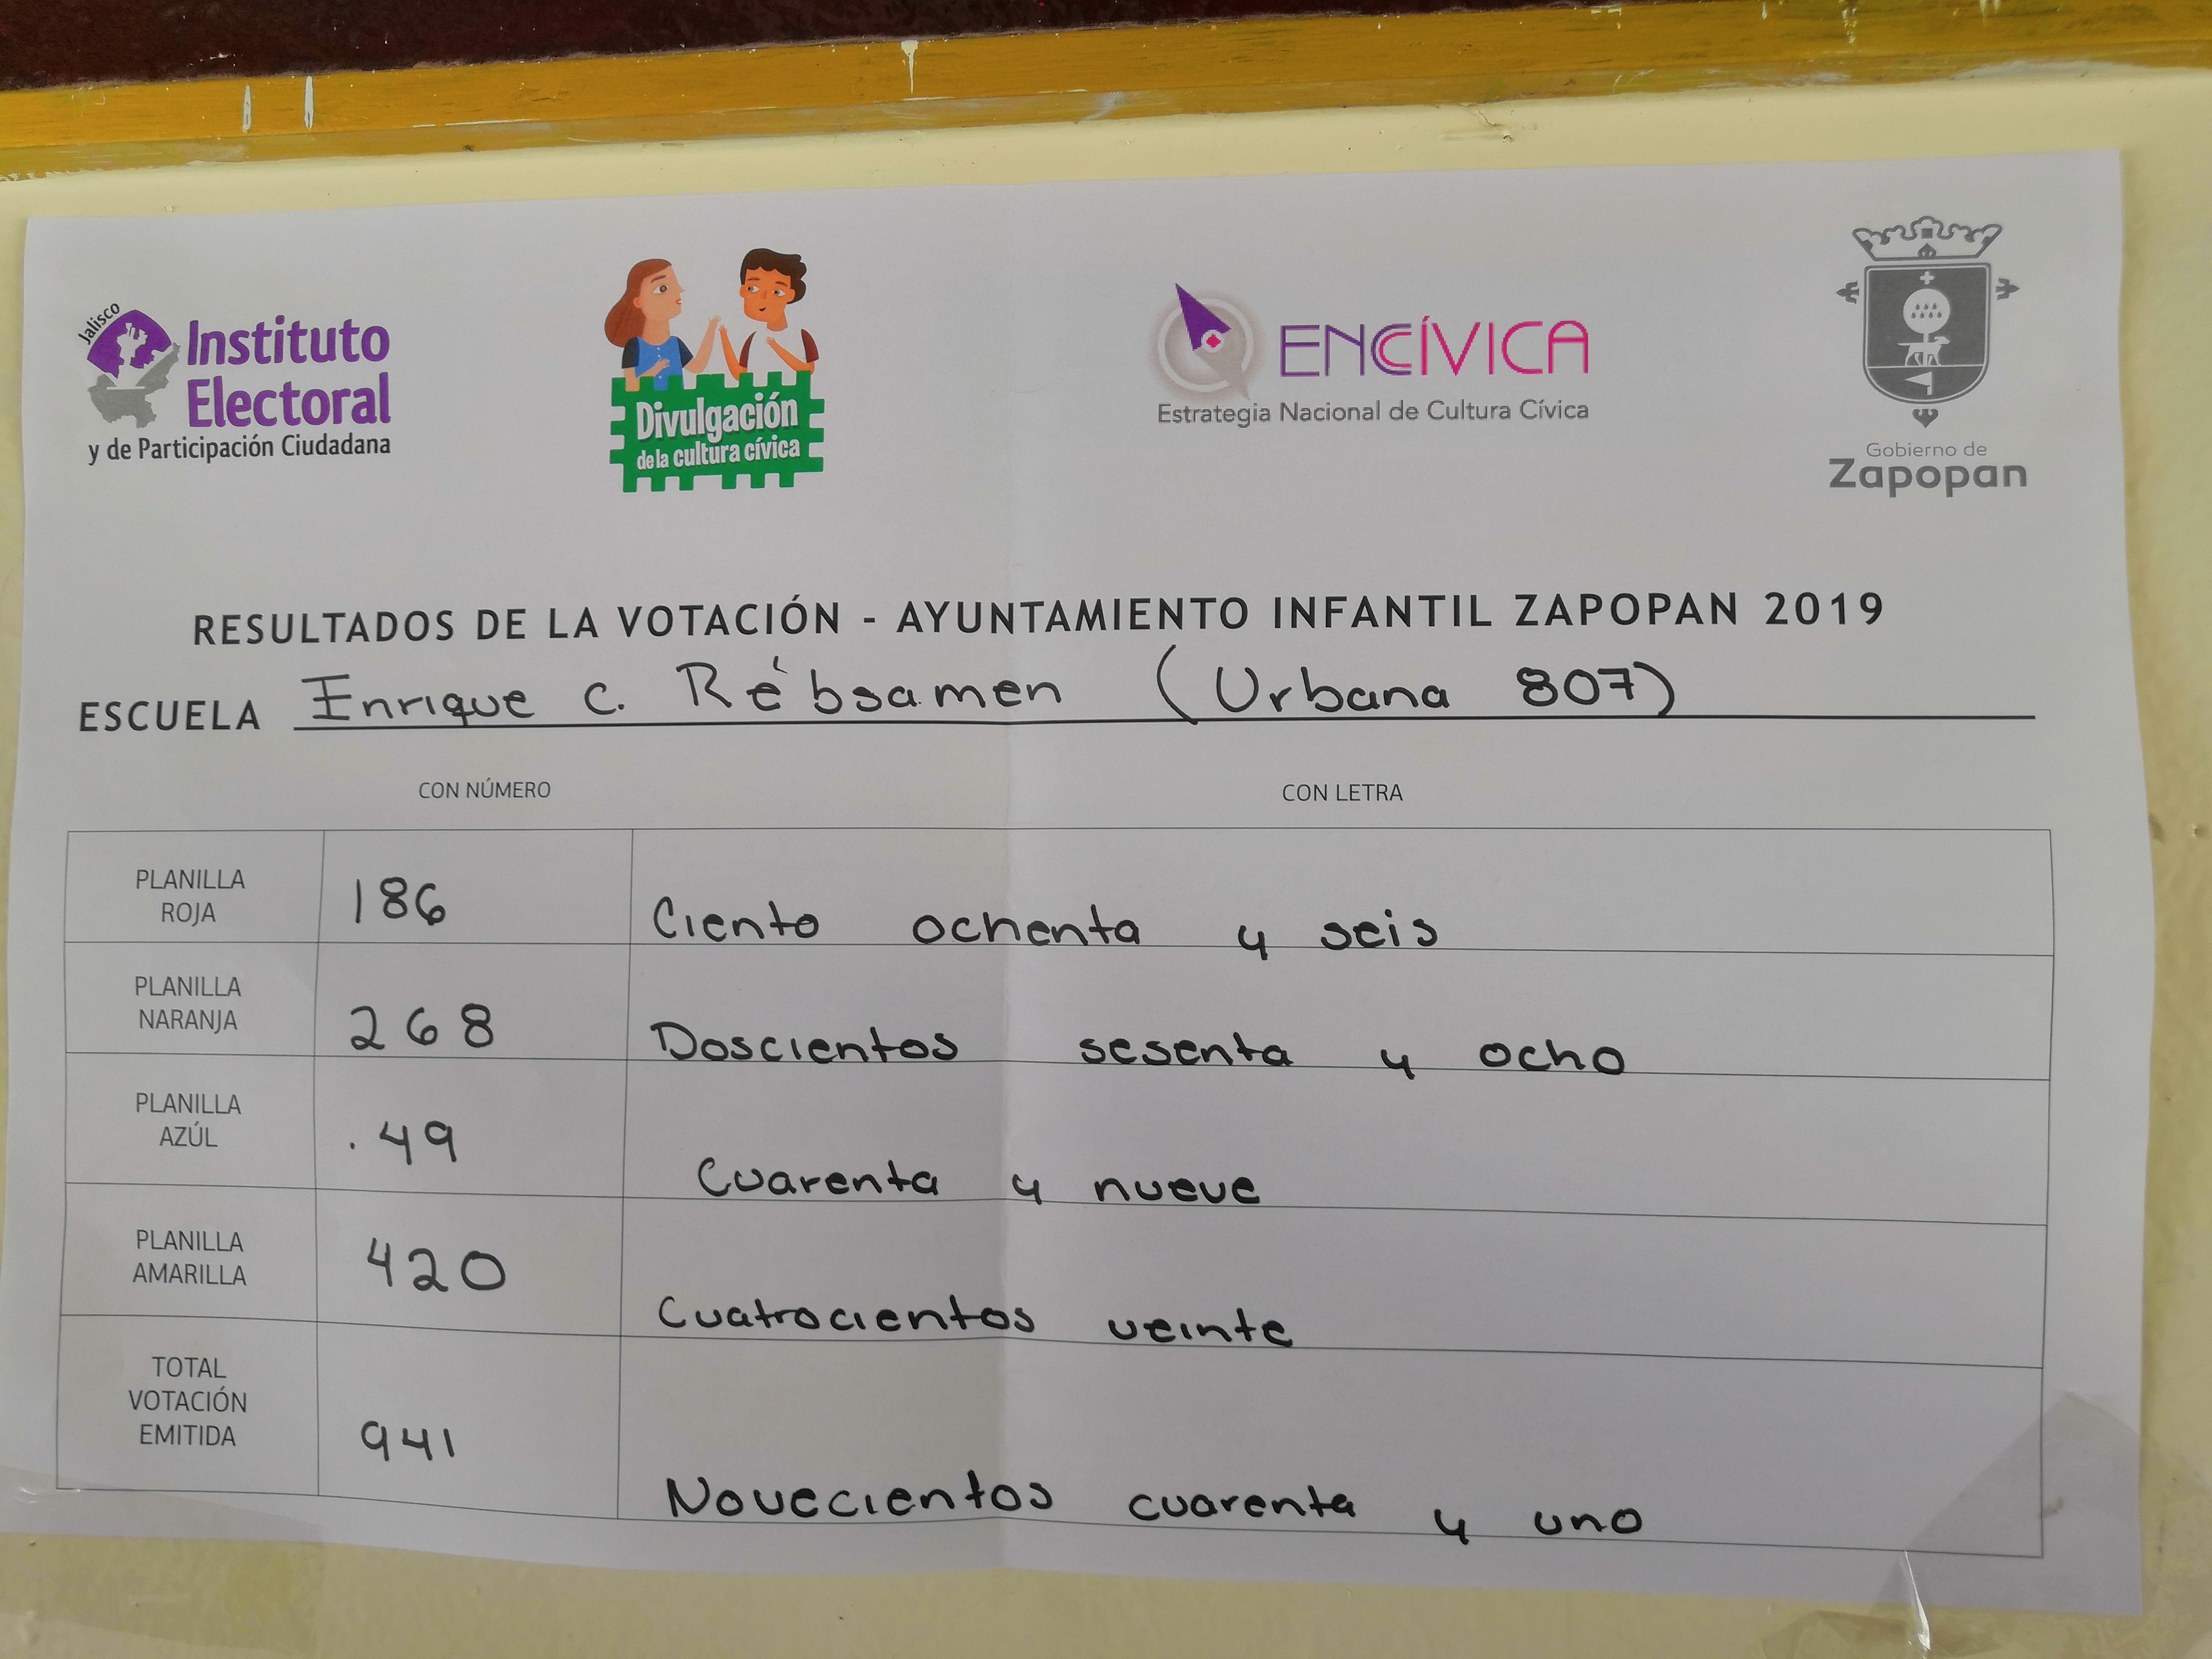 Jalisco
Instituto
Electoral
y de Participación Ciudadana
Divulgación
de la cultura cívica
ENCÍVICA
Estrategia Nacional de Cultura Cívica
Gobierno de
Zapopan
RESULTADOS DE LA VOTACIÓN - AYUNTAMIENTO INFANTIL ZAPOPAN 2019
ESCUELA Enrique C. Rébsamen (Urbana 807)
CON NÚMERO CON LETRA
PLANILLA
ROJA
186 Ciento ochenta y seis
PLANILLA
NARANJA
268 Doscientos sesenta y ocho
PLANILLA
AZÚL
. 49 Cuarenta y nueve
PLANILLA
AMARILLA
420 Cuatrocientos veinte
TOTAL
VOTACIÓN
EMITIDA
941 Novecientos cuarenta y uno